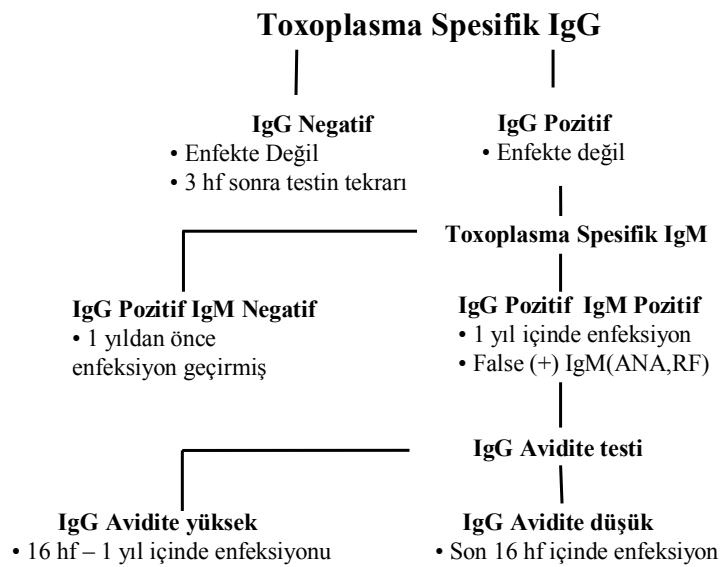 Toxoplasma Spesifik IgG
IgG Negatif
• Enfekte Değil
• 3 hf sonra testin tekrarı
IgG Pozitif
• Enfekte değil
Toxoplasma Spesifik IgM
IgG Pozitif IgM Negatif
• 1 yıldan önce
enfeksiyon geçirmiş
IgG Pozitif IgM Pozitif
• 1 yıl içinde enfeksiyon
• False (+) IgM(ANA,RF)
IgG Avidite testi
IgG Avidite yüksek
• 16 hf – 1 yıl içinde enfeksiyonu
IgG Avidite düşük
• Son 16 hf içinde enfeksiyon